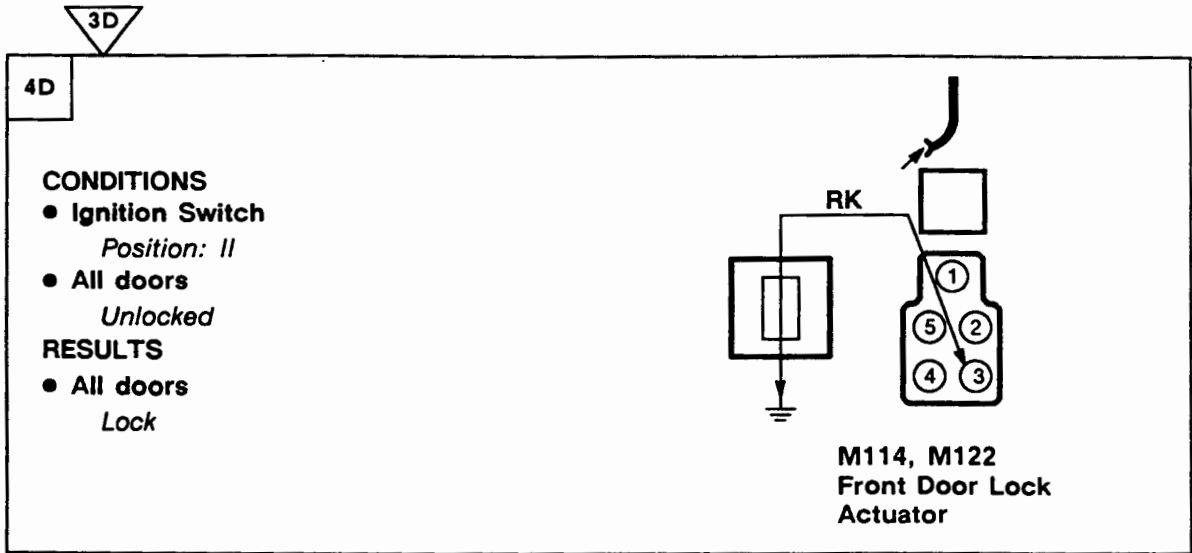 3D
4D
CONDITIONS
● Ignition Switch
Position: II
● All doors
Unlocked
RESULTS
● All doors
Lock
RK
1
5 2
4 3
M114, M122
Front Door Lock
Actuator